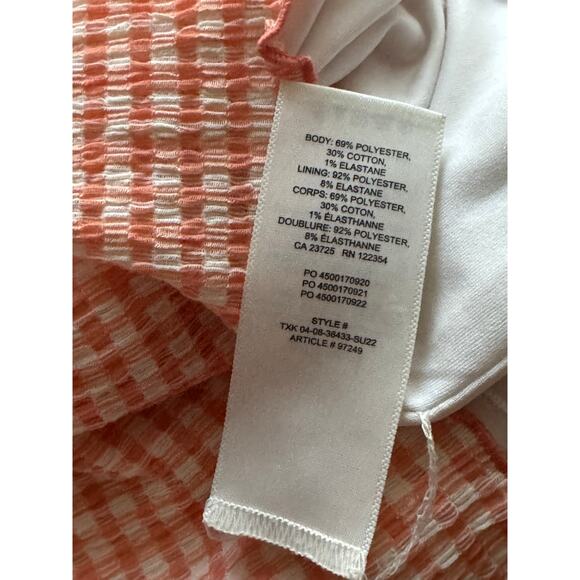 BODY: 69% POLYESTER,
30% COTTON,
1% ELASTANE
LINING: 92% POLYESTER,
8% ELASTANE
CORPS: 69% POLYESTER,
30% COTON,
1% ÉLASTHANNE
DOUBLURE: 92% POLYESTER,
8% ÉLASTHANNE
CA 23725 RN 122354
PO 4500170920
PO 4500170921
PO 4500170922
STYLE #
TXK 04-08-36433-SU22
ARTICLE # 97249